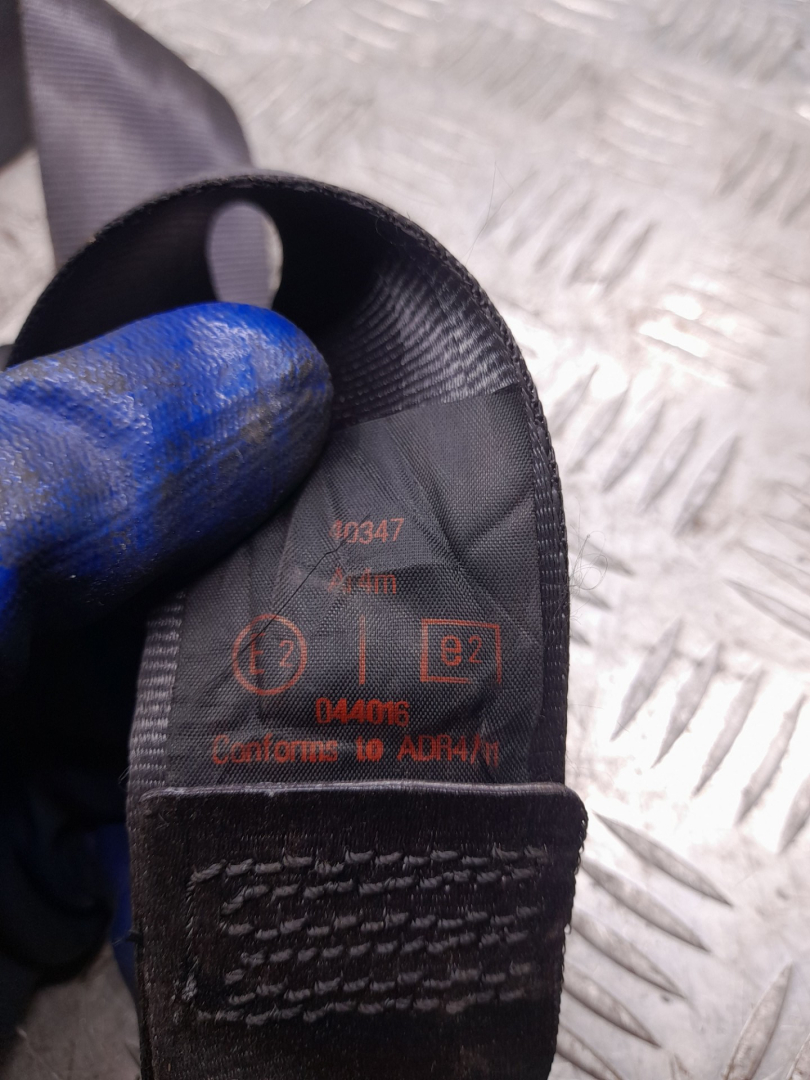 40347
Ar4m
E2 e2
044016
Conforms to ADR4/11